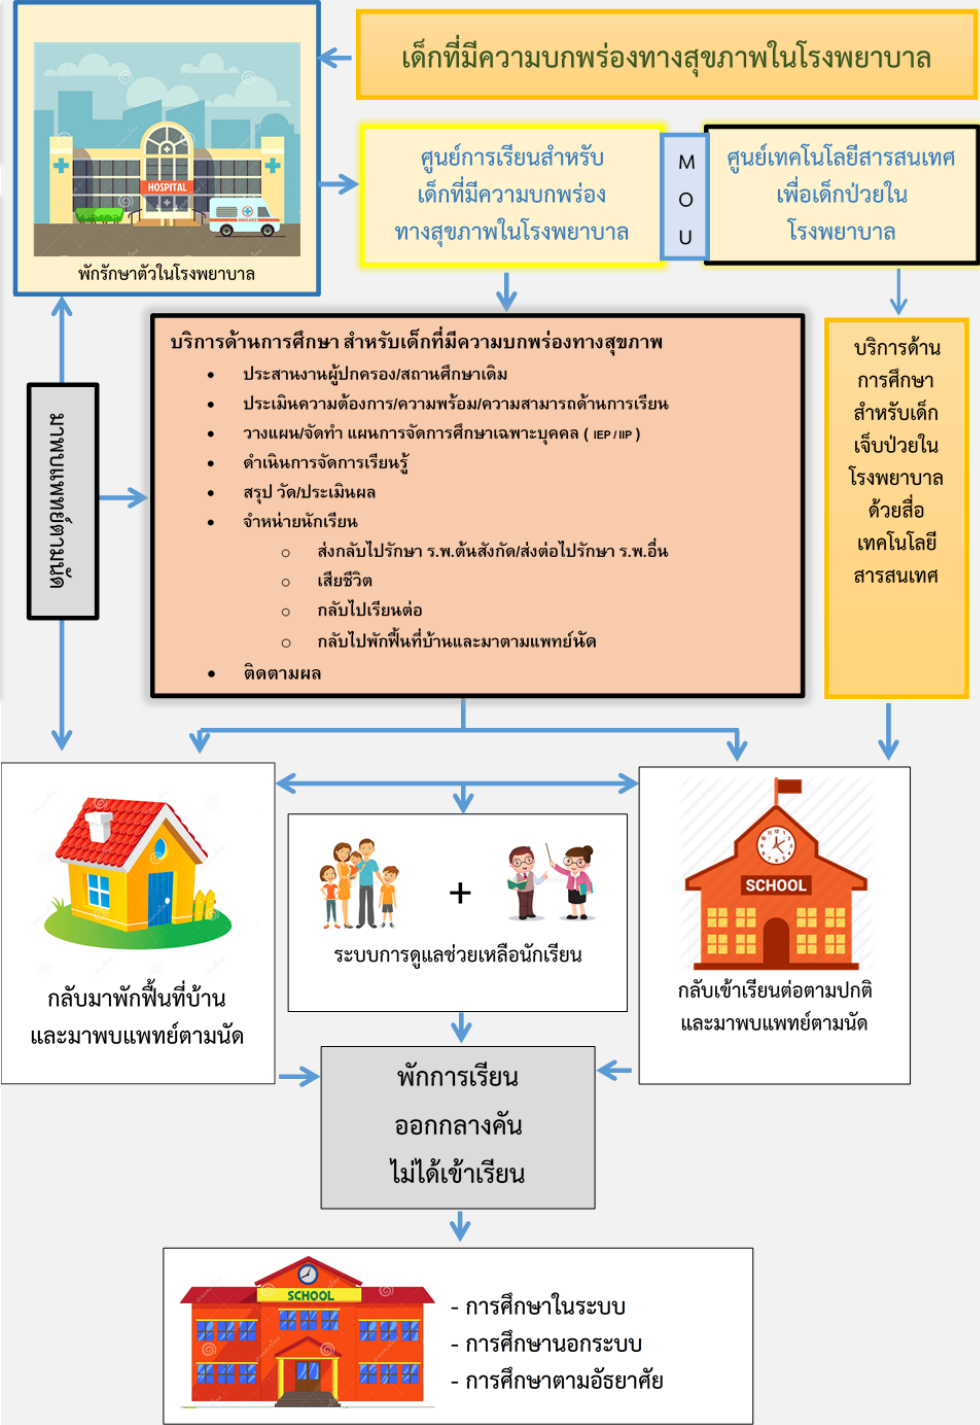 เด็กที่มีความบกพร่องทางสุขภาพในโรงพยาบาล
HOSPITAL
AMBULANCE
พักรักษาตัวในโรงพยาบาล
ศูนย์การเรียนสำหรับ
เด็กที่มีความบกพร่อง
ทางสุขภาพในโรงพยาบาล
M
O
U
ศูนย์เทคโนโลยีสารสนเทศ
เพื่อเด็กป่วยใน
โรงพยาบาล
มาพบแพทย์ตามนัด
บริการด้านการศึกษา สำหรับเด็กที่มีความบกพร่องทางสุขภาพ
• ประสานงานผู้ปกครอง/สถานศึกษาเดิม
• ประเมินความต้องการ/ความพร้อม/ความสามารถด้านการเรียน
• วางแผน/จัดทำ แผนการจัดการศึกษาเฉพาะบุคคล ( IEP / IIP )
• ดำเนินการจัดการเรียนรู้
• สรุป วัด/ประเมินผล
• จำหน่ายนักเรียน
o ส่งกลับไปรักษา ร.พ.ต้นสังกัด/ส่งต่อไปรักษา ร.พ.อื่น
o เสียชีวิต
o กลับไปเรียนต่อ
o กลับไปพักฟื้นที่บ้านและมาตามแพทย์นัด
• ติดตามผล
บริการด้าน
การศึกษา
สำหรับเด็ก
เจ็บป่วยใน
โรงพยาบาล
ด้วยสื่อ
เทคโนโลยี
สารสนเทศ
กลับมาพักฟื้นที่บ้าน
และมาพบแพทย์ตามนัด
+
ระบบการดูแลช่วยเหลือนักเรียน
SCHOOL
กลับเข้าเรียนต่อตามปกติ
และมาพบแพทย์ตามนัด
พักการเรียน
ออกกลางคัน
ไม่ได้เข้าเรียน
SCHOOL
- การศึกษาในระบบ
- การศึกษานอกระบบ
- การศึกษาตามอัธยาศัย